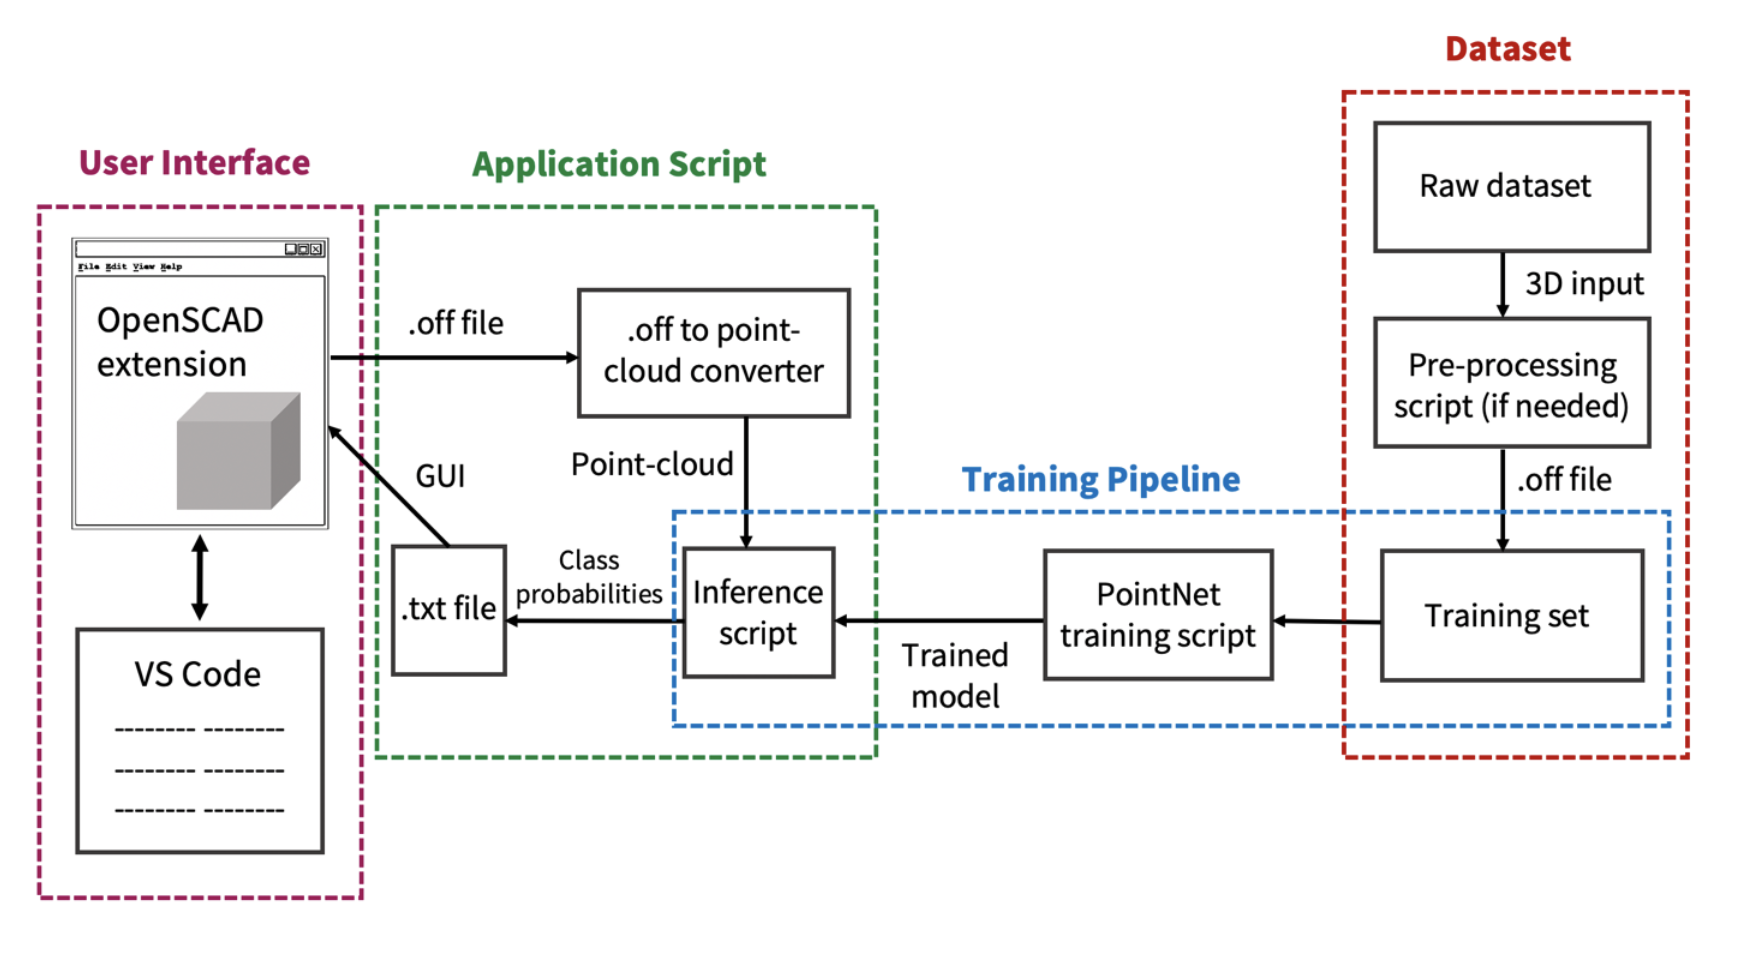 Dataset
User Interface
Application Script
Raw dataset
File Edit View Help
OpenSCAD
extension
.off file
.off to point-
cloud converter
3D input
Pre-processing
script (if needed)
GUI
Point-cloud
Training Pipeline
.off file
.txt file
Class
probabilities
Inference
script
Trained
model
PointNet
training script
Training set
VS Code